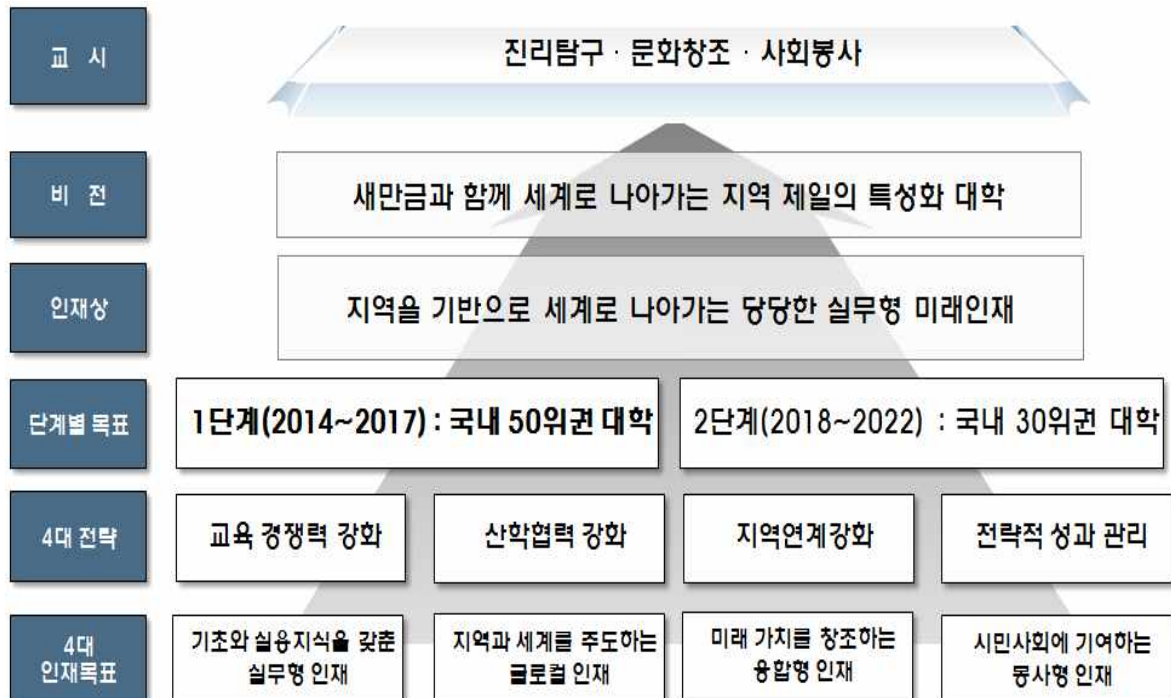 교 시
진리탐구 · 문화창조 · 사회봉사
비 전
새만금과 함께 세계로 나아가는 지역 제일의 특성화 대학
인재상
지역을 기반으로 세계로 나아가는 당당한 실무형 미래인재
단계별 목표
1단계(2014~2017) : 국내 50위권 대학
2단계(2018~2022) : 국내 30위권 대학
4대 전략
교육 경쟁력 강화
산학협력 강화
지역연계강화
전략적 성과 관리
4대
인재목표
기초와 실용지식을 갖춘
실무형 인재
지역과 세계를 주도하는
글로컬 인재
미래 가치를 창조하는
융합형 인재
시민사회에 기여하는
봉사형 인재